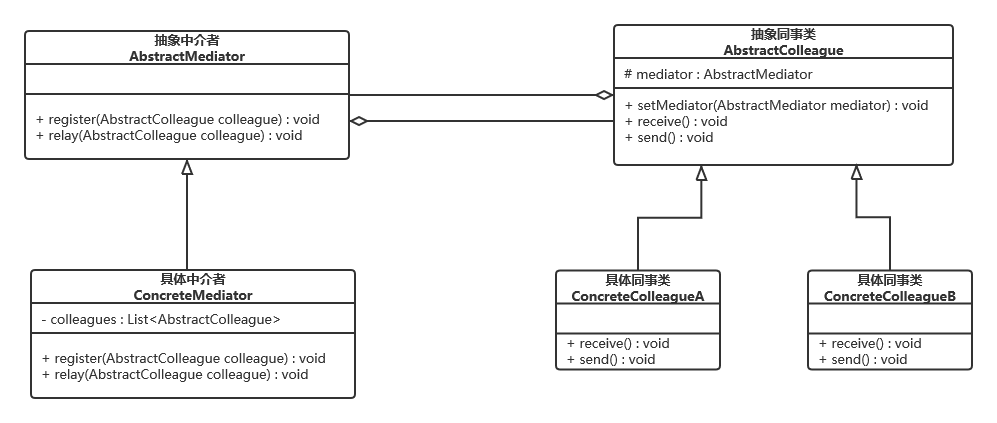 抽象中介者
AbstractMediator
+ register(AbstractColleague colleague) : void
+ relay(AbstractColleague colleague) : void
抽象同事类
AbstractColleague
# mediator : AbstractMediator
+ setMediator(AbstractMediator mediator) : void
+ receive() : void
+ send() : void
具体中介者
ConcreteMediator
- colleagues : List<AbstractColleague>
+ register(AbstractColleague colleague) : void
+ relay(AbstractColleague colleague) : void
具体同事类
ConcreteColleagueA
+ receive() : void
+ send() : void
具体同事类
ConcreteColleagueB
+ receive() : void
+ send() : void